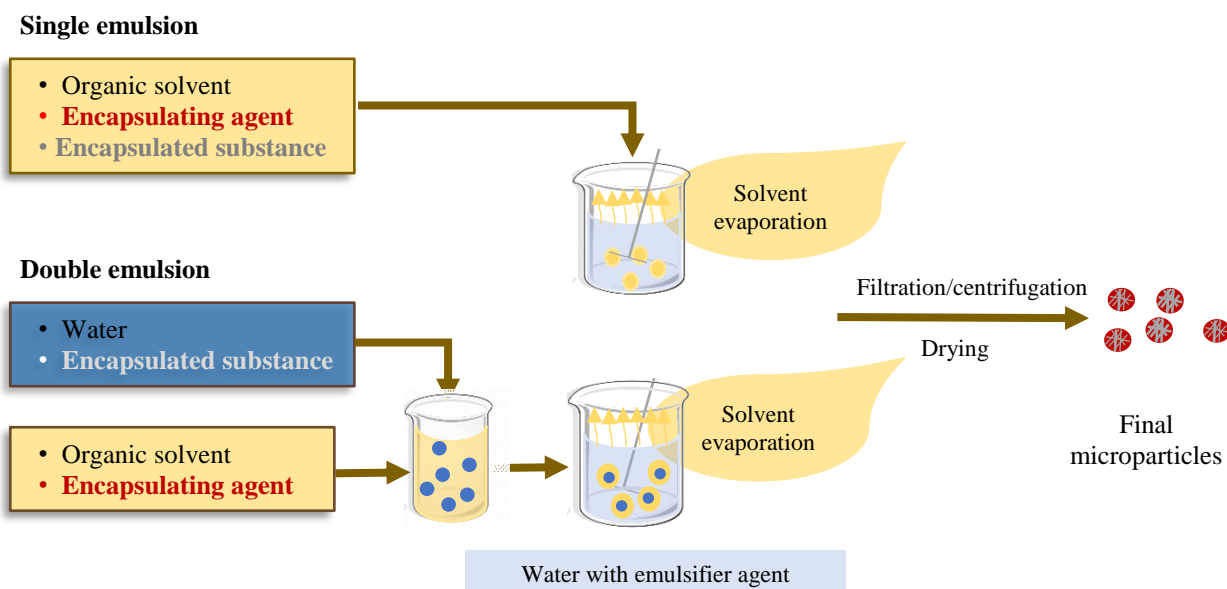 Single emulsion
• Organic solvent
• Encapsulating agent
• Encapsulated substance
Solvent
evaporation
Double emulsion
• Water
• Encapsulated substance
• Organic solvent
• Encapsulating agent
Solvent
evaporation
Filtration/centrifugation
Drying
Final
microparticles
Water with emulsifier agent